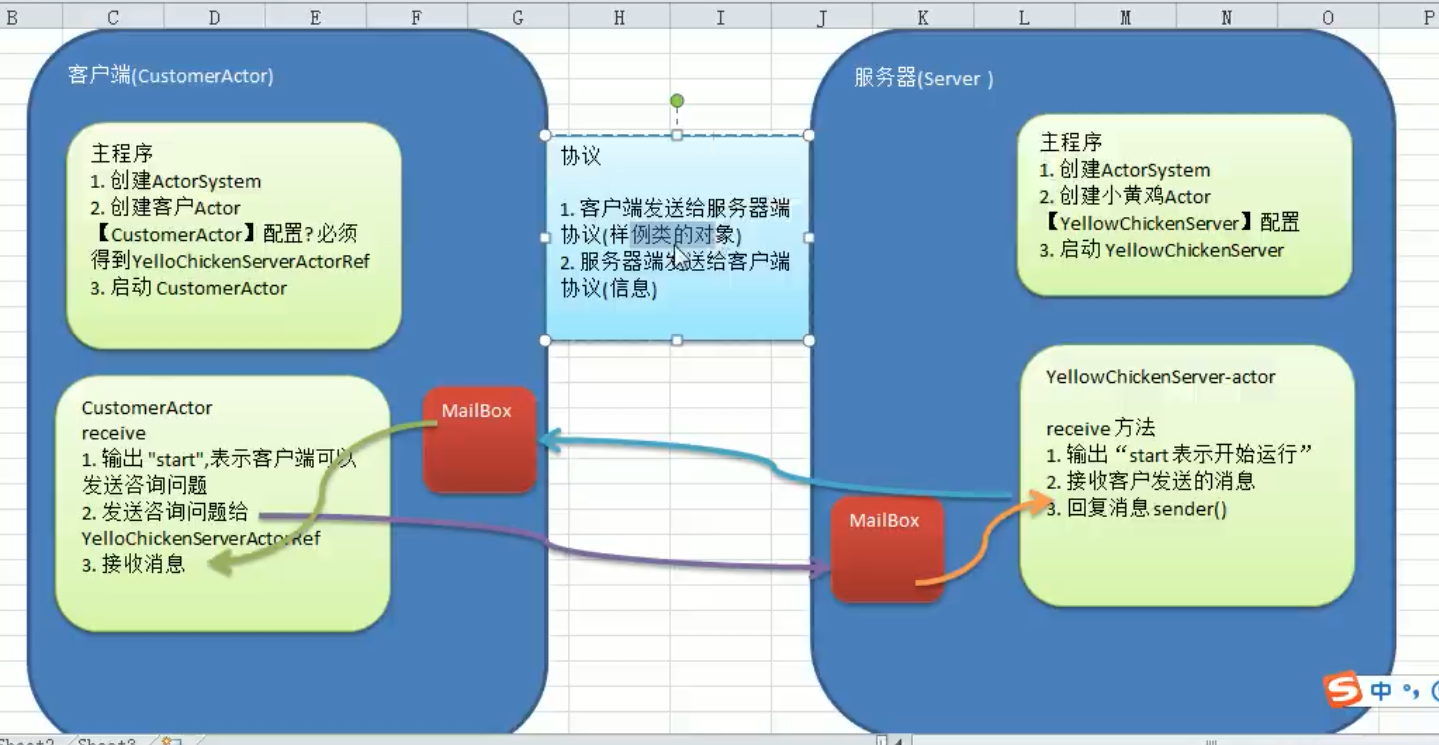 B C D E F G H I J K L M N O P
客户端(CustomerActor)
主程序
1. 创建ActorSystem
2. 创建客户Actor
【CustomerActor】配置?必须
得到YelloChickenServerActorRef
3. 启动 CustomerActor
CustomerActor
receive
1. 输出 "start",表示客户端可以
发送咨询问题
2. 发送咨询问题给
YelloChickenServerActorRef
3. 接收消息
MailBox
协议
1. 客户端发送给服务器端
协议(样例类的对象)
2. 服务器端发送给客户端
协议(信息)
服务器(Server )
主程序
1. 创建ActorSystem
2. 创建小黄鸡Actor
【YellowChickenServer】配置
3. 启动 YellowChickenServer
MailBox
YellowChickenServer-actor
receive 方法
1. 输出“start 表示开始运行”
2. 接收客户发送的消息
3. 回复消息 sender()
S 中
Sheet2 Sheet3